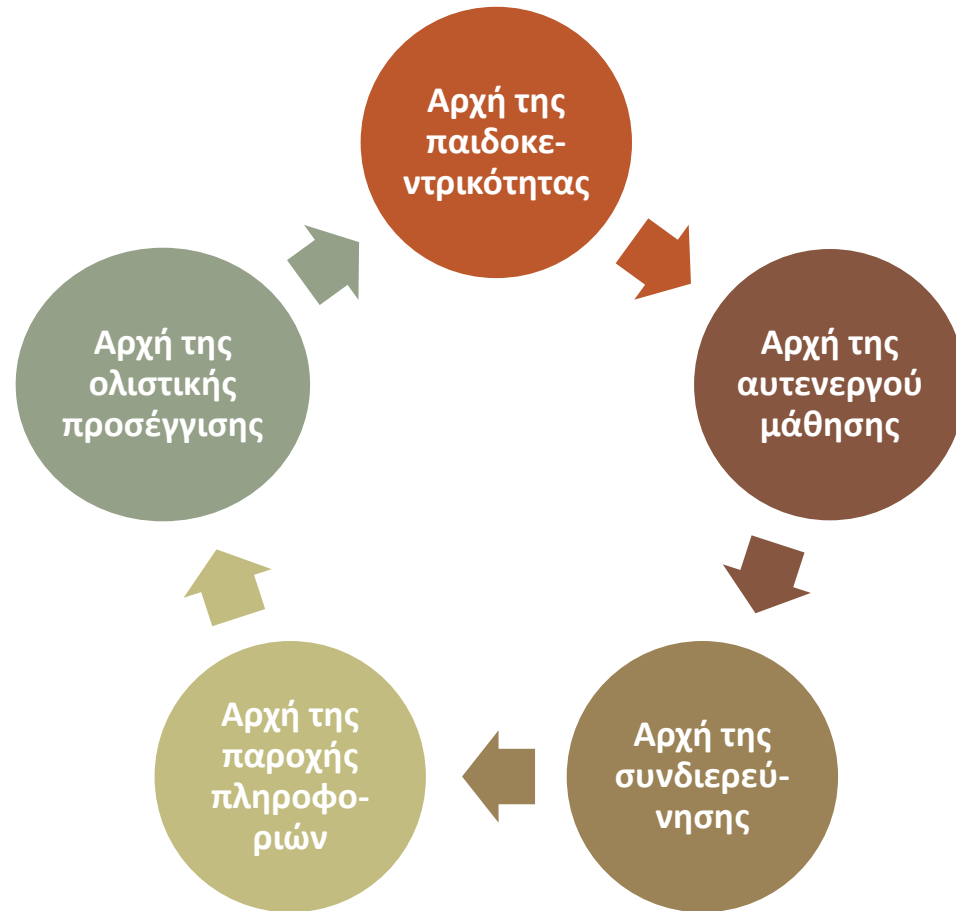 Αρχή της
παιδοκε-
ντρικότητας
Αρχή της
αυτενεργού
μάθησης
Αρχή της
συνδιερεύ-
νησης
Αρχή της
παροχής
πληροφο-
ριών
Αρχή της
ολιστικής
προσέγγισης